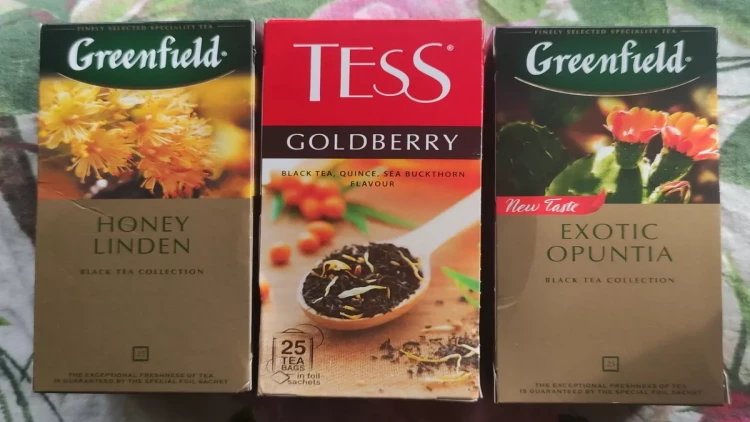 FINELY SELECTED SPECIALITY TEA
Greenfield
HONEY
LINDEN
BLACK TEA COLLECTION
25
THE EXCEPTIONAL FRESHNESS OF TEA
IS GUARANTEED BY THE SPECIAL FOIL SACHET
TESS®
GOLDBERRY
BLACK TEA, QUINCE, SEA BUCKTHORN
FLAVOUR
25
TEA
BAGS
in foil
sachets
FINELY SELECTED SPECIALITY TEA
Greenfield
New Taste
EXOTIC
OPUNTIA
BLACK TEA COLLECTION
25
THE EXCEPTIONAL FRESHNESS OF TEA
IS GUARANTEED BY THE SPECIAL FOIL SACHET